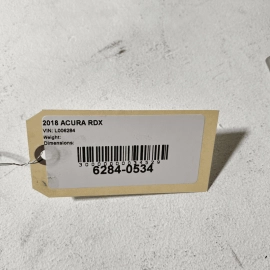 2018 ACURA RDX
VIN: L006284
Weight:
Dimensions:
6284-0534